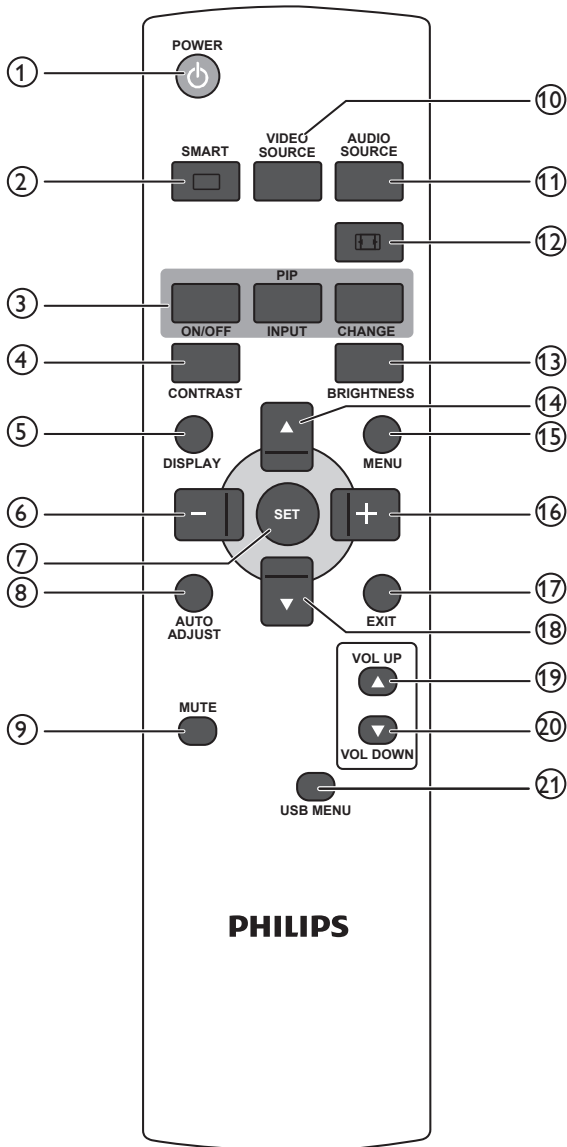 POWER
1
10
SMART
VIDEO
SOURCE
AUDIO
SOURCE
2
11
12
PIP
3
ON/OFF
INPUT
CHANGE
4
13
CONTRAST
BRIGHTNESS
14
5
15
DISPLAY
MENU
6
SET
16
7
8
17
AUTO
ADJUST
EXIT
18
VOL UP
19
MUTE
9
20
VOL DOWN
21
USB MENU
PHILIPS